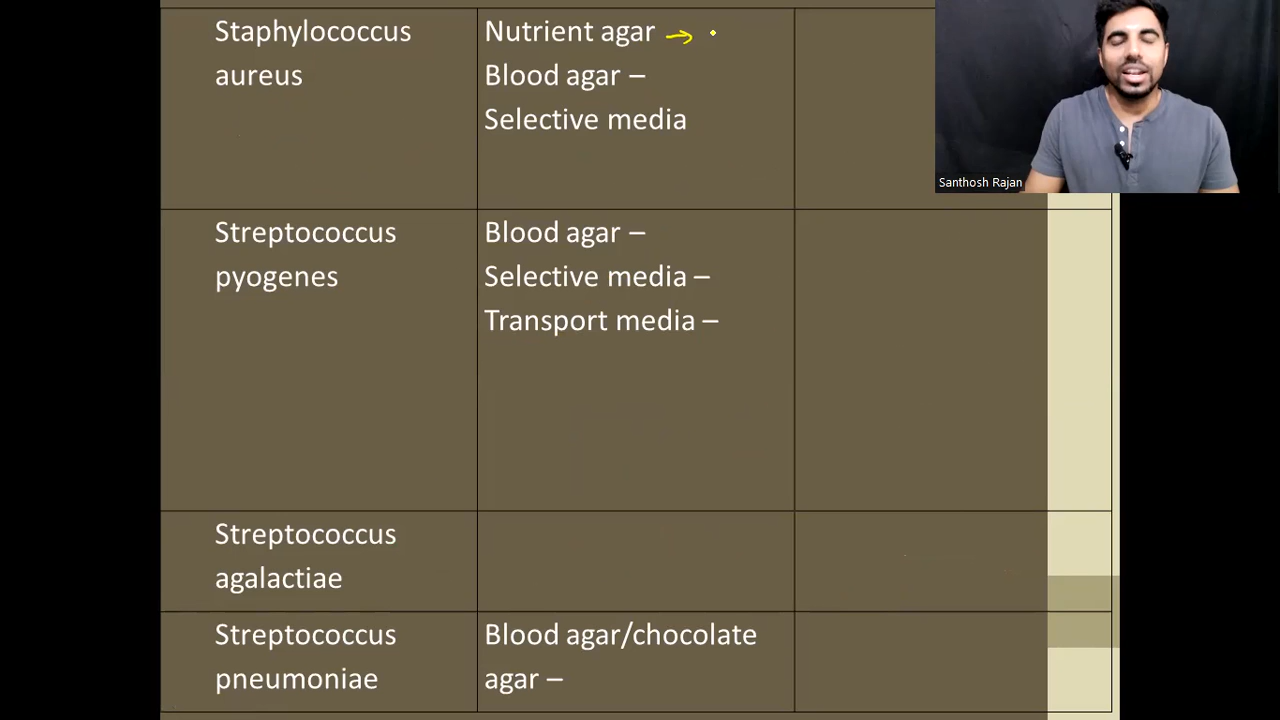 Staphylococcus
aureus
Nutrient agar →
Blood agar –
Selective media
Santhosh Rajan
Streptococcus
pyogenes
Blood agar –
Selective media –
Transport media –
Streptococcus
agalactiae
Streptococcus
pneumoniae
Blood agar/chocolate
agar –